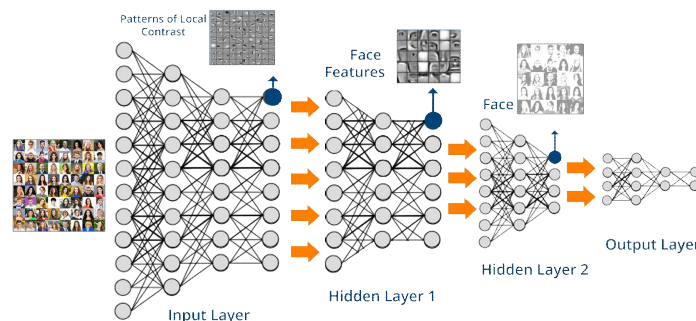 Patterns of Local
Contrast
Face
Features
Face
Input Layer
Hidden Layer 1
Hidden Layer 2
Output Layer